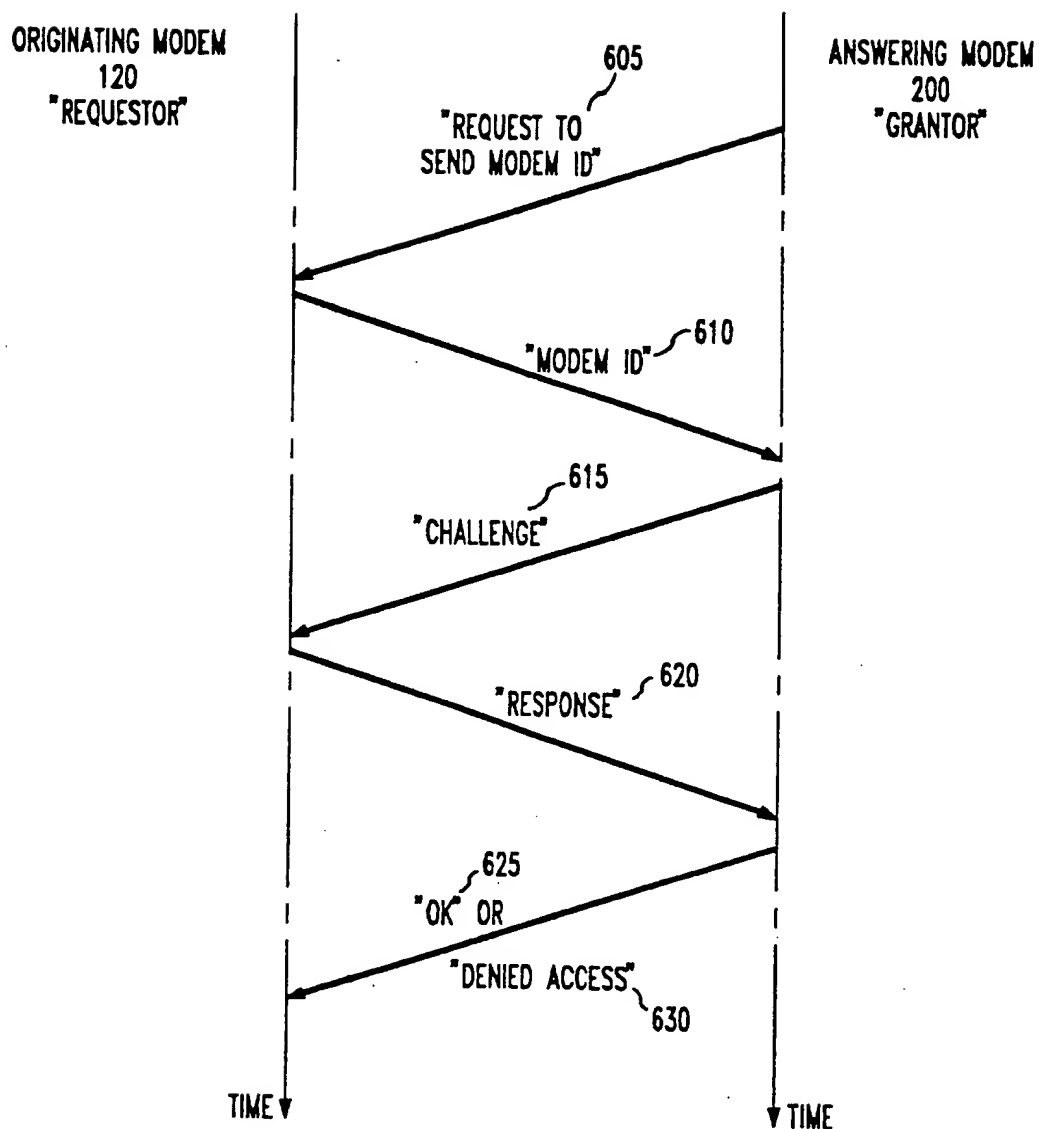 ORIGINATING MODEM
120
"REQUESTOR"
ANSWERING MODEM
200
"GRANTOR"
605
"REQUEST TO
SEND MODEM ID"
"MODEM ID" 610
615
"CHALLENGE"
"RESPONSE" 620
625
"OK" OR
"DENIED ACCESS"
630
TIME
TIME